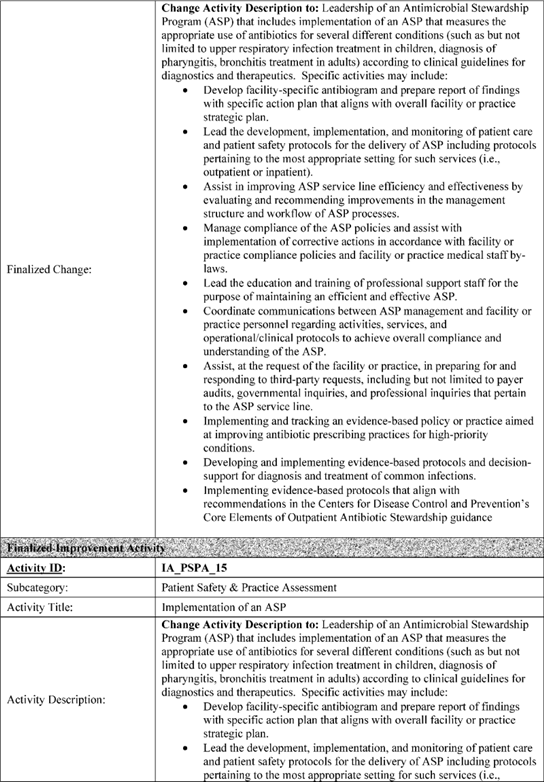 Change Activity Description to: Leadership of an Antimicrobial Stewardship
Program (ASP) that includes implementation of an ASP that measures the
appropriate use of antibiotics for several different conditions (such as but not
limited to upper respiratory infection treatment in children, diagnosis of
pharyngitis, bronchitis treatment in adults) according to clinical guidelines for
diagnostics and therapeutics.  Specific activities may include:
• Develop facility-specific antibiogram and prepare report of findings
with specific action plan that aligns with overall facility or practice
strategic plan.
• Lead the development, implementation, and monitoring of patient care
and patient safety protocols for the delivery of ASP including protocols
pertaining to the most appropriate setting for such services (i.e.,
outpatient or inpatient).
• Assist in improving ASP service line efficiency and effectiveness by
evaluating and recommending improvements in the management
structure and workflow of ASP processes.
• Manage compliance of the ASP policies and assist with
implementation of corrective actions in accordance with facility or
practice compliance policies and facility or practice medical staff by-
laws.
Finalized Change:
• Lead the education and training of professional support staff for the
purpose of maintaining an efficient and effective ASP.
• Coordinate communications between ASP management and facility or
practice personnel regarding activities, services, and
operational/clinical protocols to achieve overall compliance and
understanding of the ASP.
• Assist, at the request of the facility or practice, in preparing for and
responding to third-party requests, including but not limited to payer
audits, governmental inquiries, and professional inquiries that pertain
to the ASP service line.
• Implementing and tracking an evidence-based policy or practice aimed
at improving antibiotic prescribing practices for high-priority
conditions.
• Developing and implementing evidence-based protocols and decision-
support for diagnosis and treatment of common infections.
• Implementing evidence-based protocols that align with
recommendations in the Centers for Disease Control and Prevention's
Core Elements of Outpatient Antibiotic Stewardship guidance
Finalized Improvement Activity
Activity ID: IA_PSPA_15
Subcategory: Patient Safety & Practice Assessment
Activity Title: Implementation of an ASP
Change Activity Description to: Leadership of an Antimicrobial Stewardship
Program (ASP) that includes implementation of an ASP that measures the
appropriate use of antibiotics for several different conditions (such as but not
limited to upper respiratory infection treatment in children, diagnosis of
pharyngitis, bronchitis treatment in adults) according to clinical guidelines for
Activity Description:
diagnostics and therapeutics.  Specific activities may include:
• Develop facility-specific antibiogram and prepare report of findings
with specific action plan that aligns with overall facility or practice
strategic plan.
• Lead the development, implementation, and monitoring of patient care
and patient safety protocols for the delivery of ASP including protocols
pertaining to the most appropriate setting for such services (i.e.,